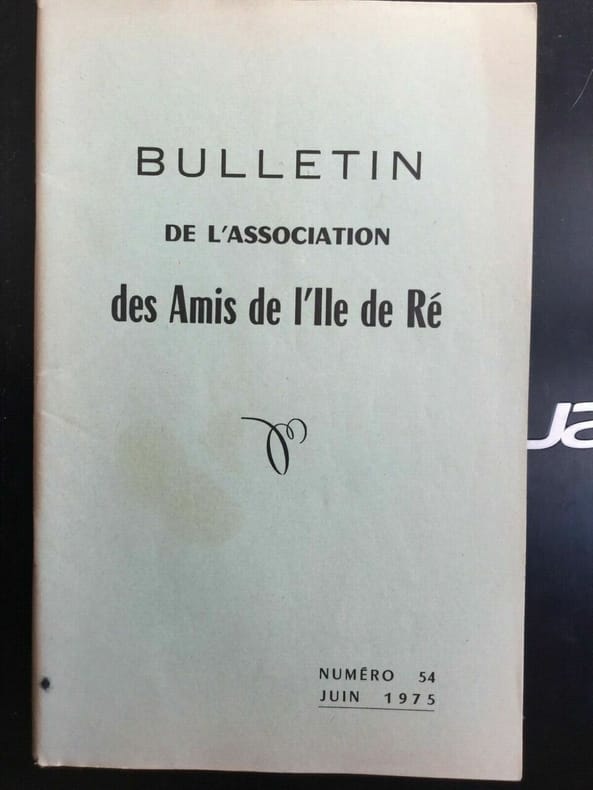 BULLETIN
DE L'ASSOCIATION
des Amis de l'Ile de Ré
NUMÉRO 54
JUIN 1975